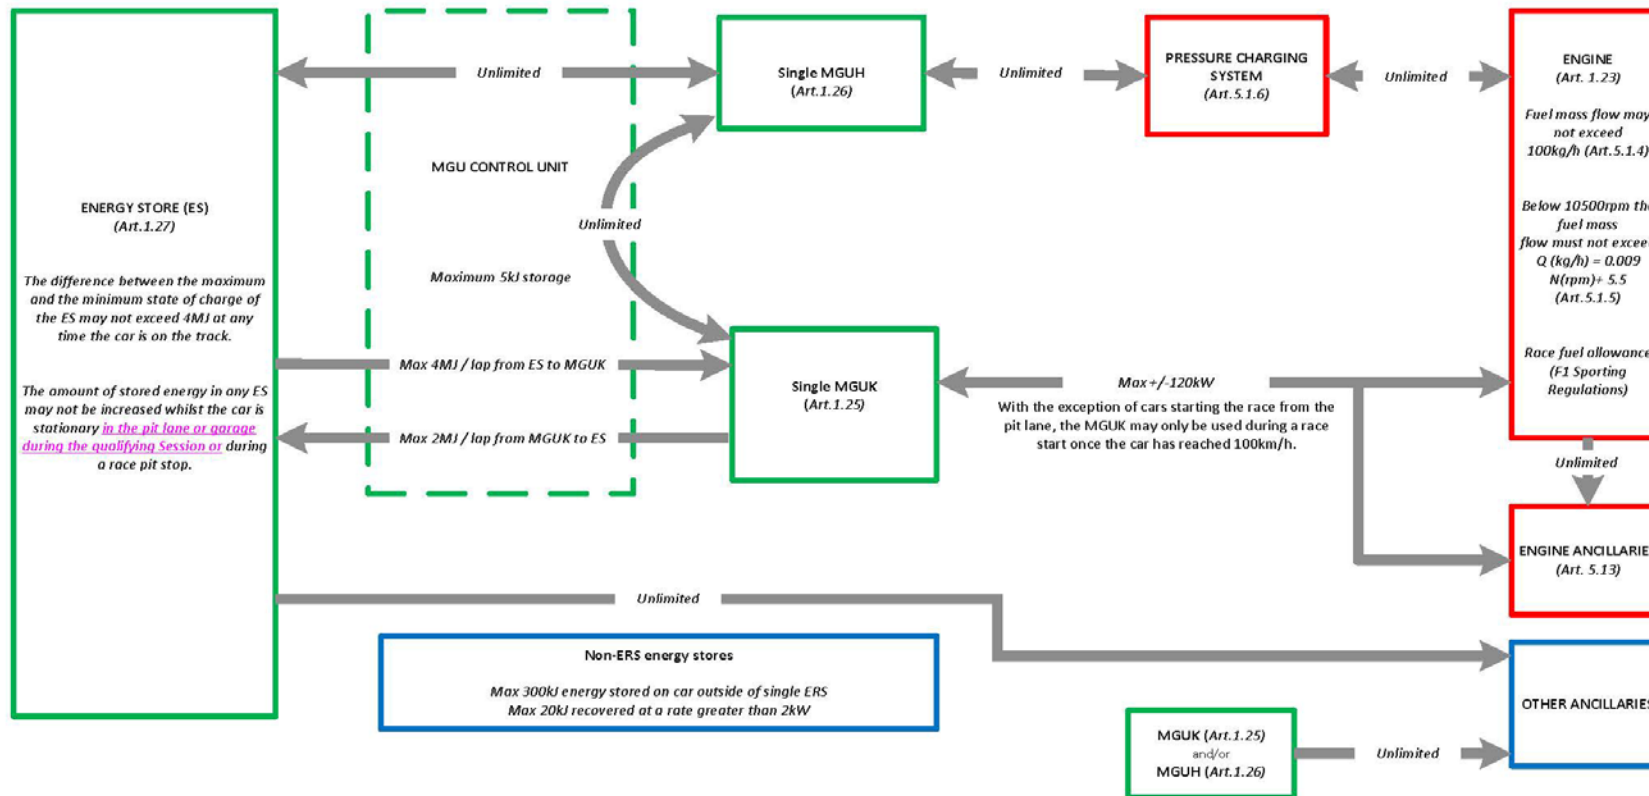 ENERGY STORE (ES)
(Art.1.27)
The difference between the maximum
and the minimum state of charge of
the ES may not exceed 4MJ at any
time the car is on the track.
The amount of stored energy in any ES
may not be increased whilst the car is
stationary in the pit lane or garage
during the qualifying Session or during
a race pit stop.
Unlimited
MGU CONTROL UNIT
Unlimited
Maximum 5kJ storage
Max 4MJ / lap from ES to MGUK
Max 2MJ / lap from MGUK to ES
Single MGUH
(Art.1.26)
Unlimited
PRESSURE CHARGING
SYSTEM
(Art.5.1.6)
Unlimited
ENGINE
(Art. 1.23)
Fuel mass flow may
not exceed
100kg/h (Art.5.1.4)
Below 10500rpm the
fuel mass
flow must not exceed
Q (kg/h) = 0.009
N(rpm)+ 5.5
(Art.5.1.5)
Race fuel allowance
(F1 Sporting
Regulations)
Single MGUK
(Art.1.25)
Max +/-120kW
With the exception of cars starting the race from the
pit lane, the MGUK may only be used during a race
start once the car has reached 100km/h.
Unlimited
ENGINE ANCILLARIE
(Art. 5.13)
Unlimited
Non-ERS energy stores
Max 300kJ energy stored on car outside of single ERS
Max 20kJ recovered at a rate greater than 2kW
OTHER ANCILLARIES
MGUK (Art.1.25)
and/or
MGUH (Art.1.26)
Unlimited